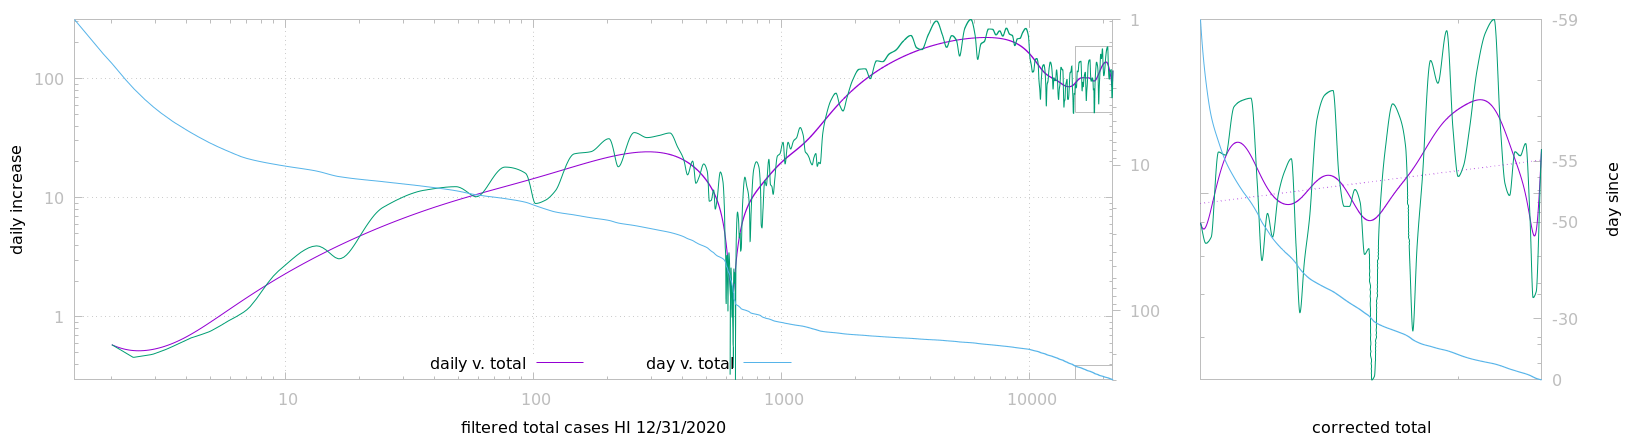 daily increase
100
10
1
10
100
1000
10000
filtered total cases HI 12/31/2020
daily v. total
day v. total
1
10
100
-59
-55
-50
-30
0
day since
corrected total